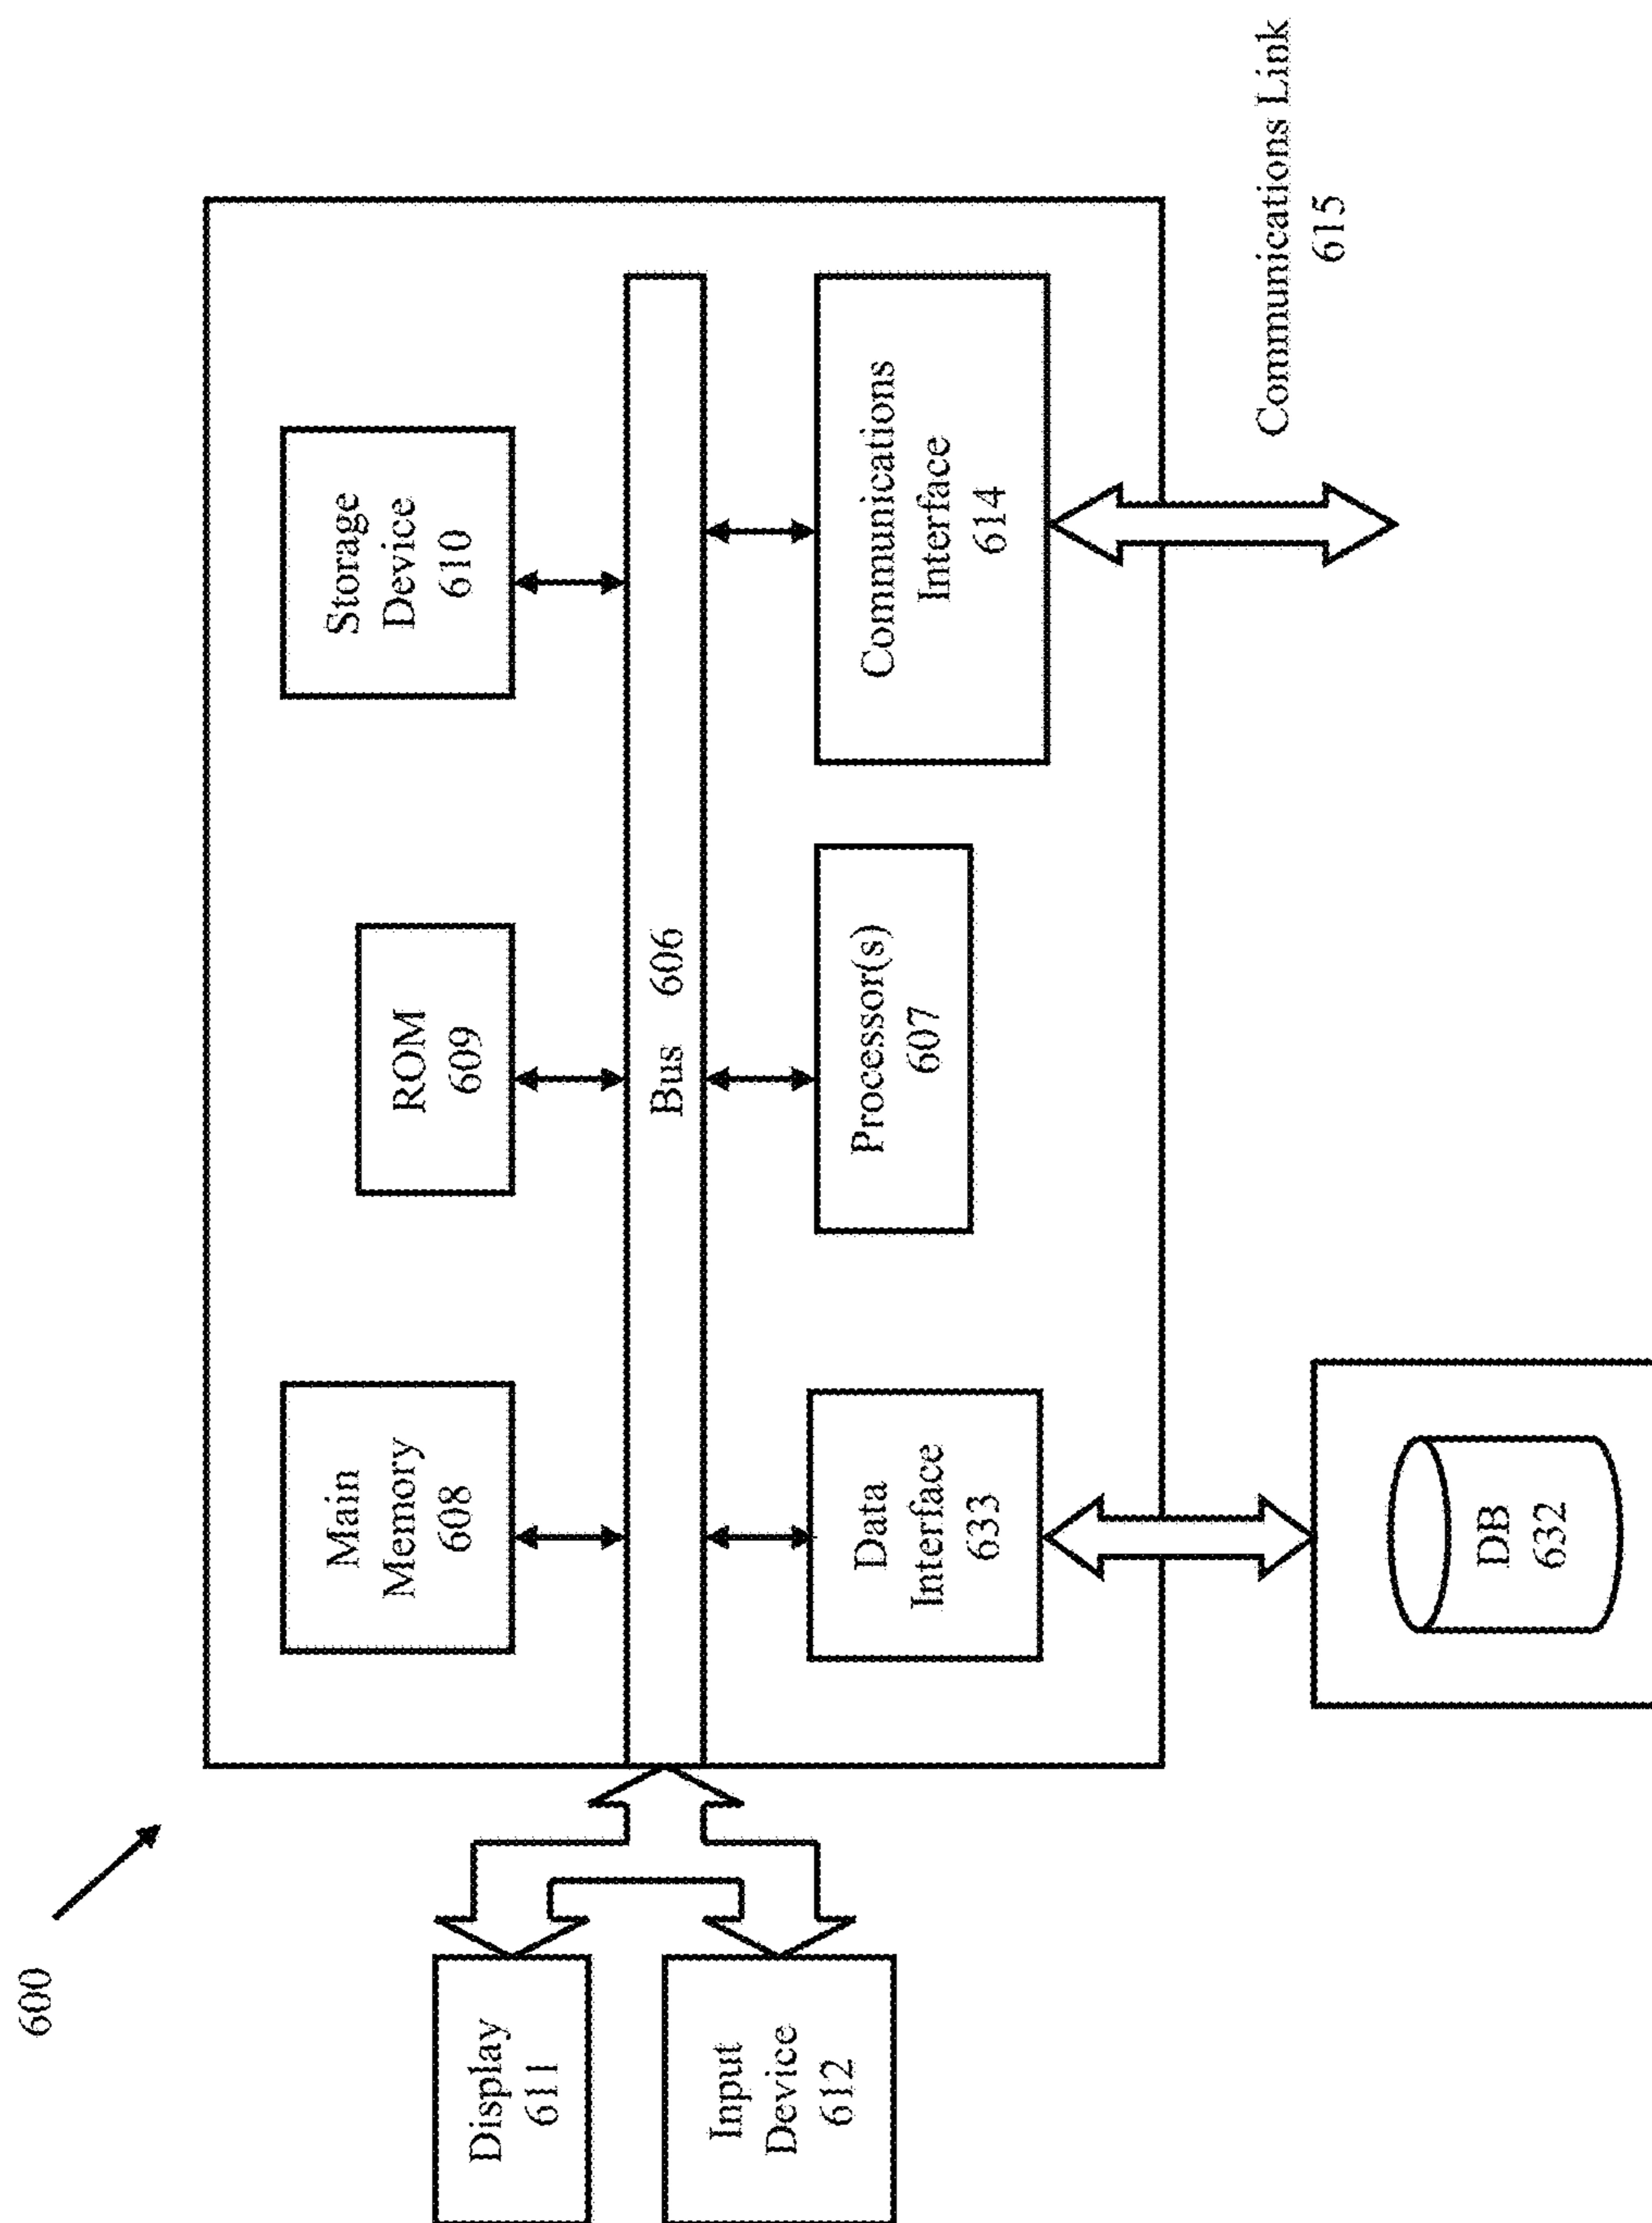 600
Main
Memory
608
ROM
609
Storage
Device
610
Display
611
Input
Device
612
Bus 606
Data
Interface
633
Processor(s)
607
Communications
Interface
614
Communications Link
615
DB
632